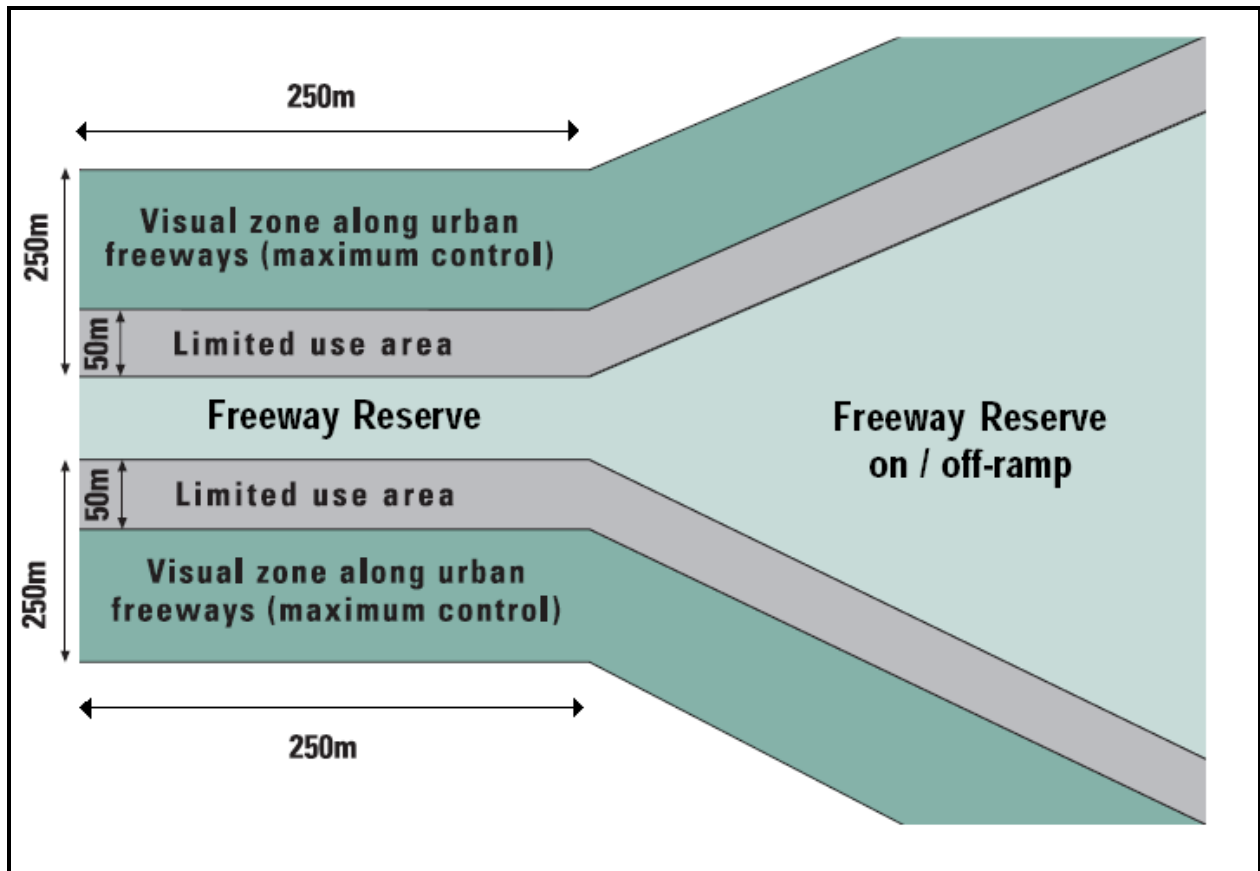 250m
250m
Visual zone along urban
freeways (maximum control)
50m
Limited use area
Freeway Reserve
Freeway Reserve
on / off-ramp
50m
Limited use area
250m
Visual zone along urban
freeways (maximum control)
250m